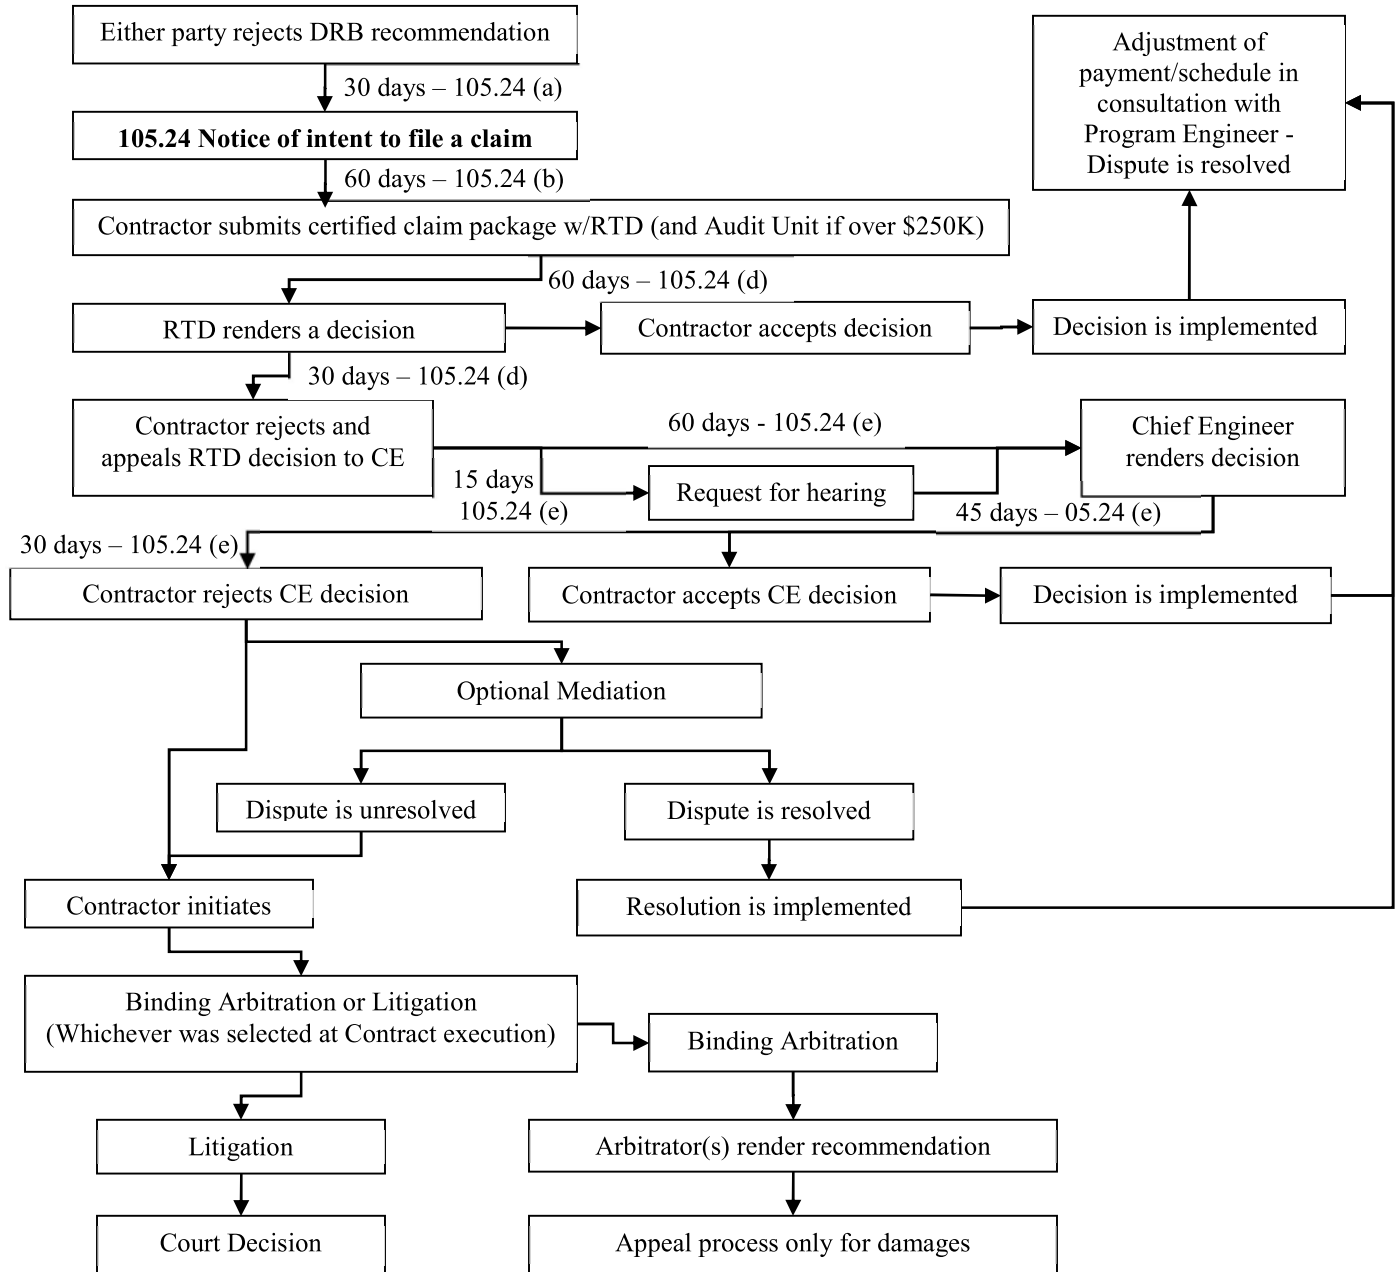 Either party rejects DRB recommendation
30 days – 105.24 (a)
105.24 Notice of intent to file a claim
60 days – 105.24 (b)
Contractor submits certified claim package w/RTD (and Audit Unit if over $250K)
60 days – 105.24 (d)
Adjustment of
payment/schedule in
consultation with
Program Engineer -
Dispute is resolved
RTD renders a decision
Contractor accepts decision
Decision is implemented
30 days – 105.24 (d)
Contractor rejects and
appeals RTD decision to CE
60 days - 105.24 (e)
Chief Engineer
renders decision
15 days
105.24 (e)
Request for hearing
45 days – 05.24 (e)
30 days – 105.24 (e)
Contractor rejects CE decision
Contractor accepts CE decision
Decision is implemented
Optional Mediation
Dispute is unresolved
Dispute is resolved
Contractor initiates
Resolution is implemented
Binding Arbitration or Litigation
(Whichever was selected at Contract execution)
Binding Arbitration
Litigation
Arbitrator(s) render recommendation
Court Decision
Appeal process only for damages